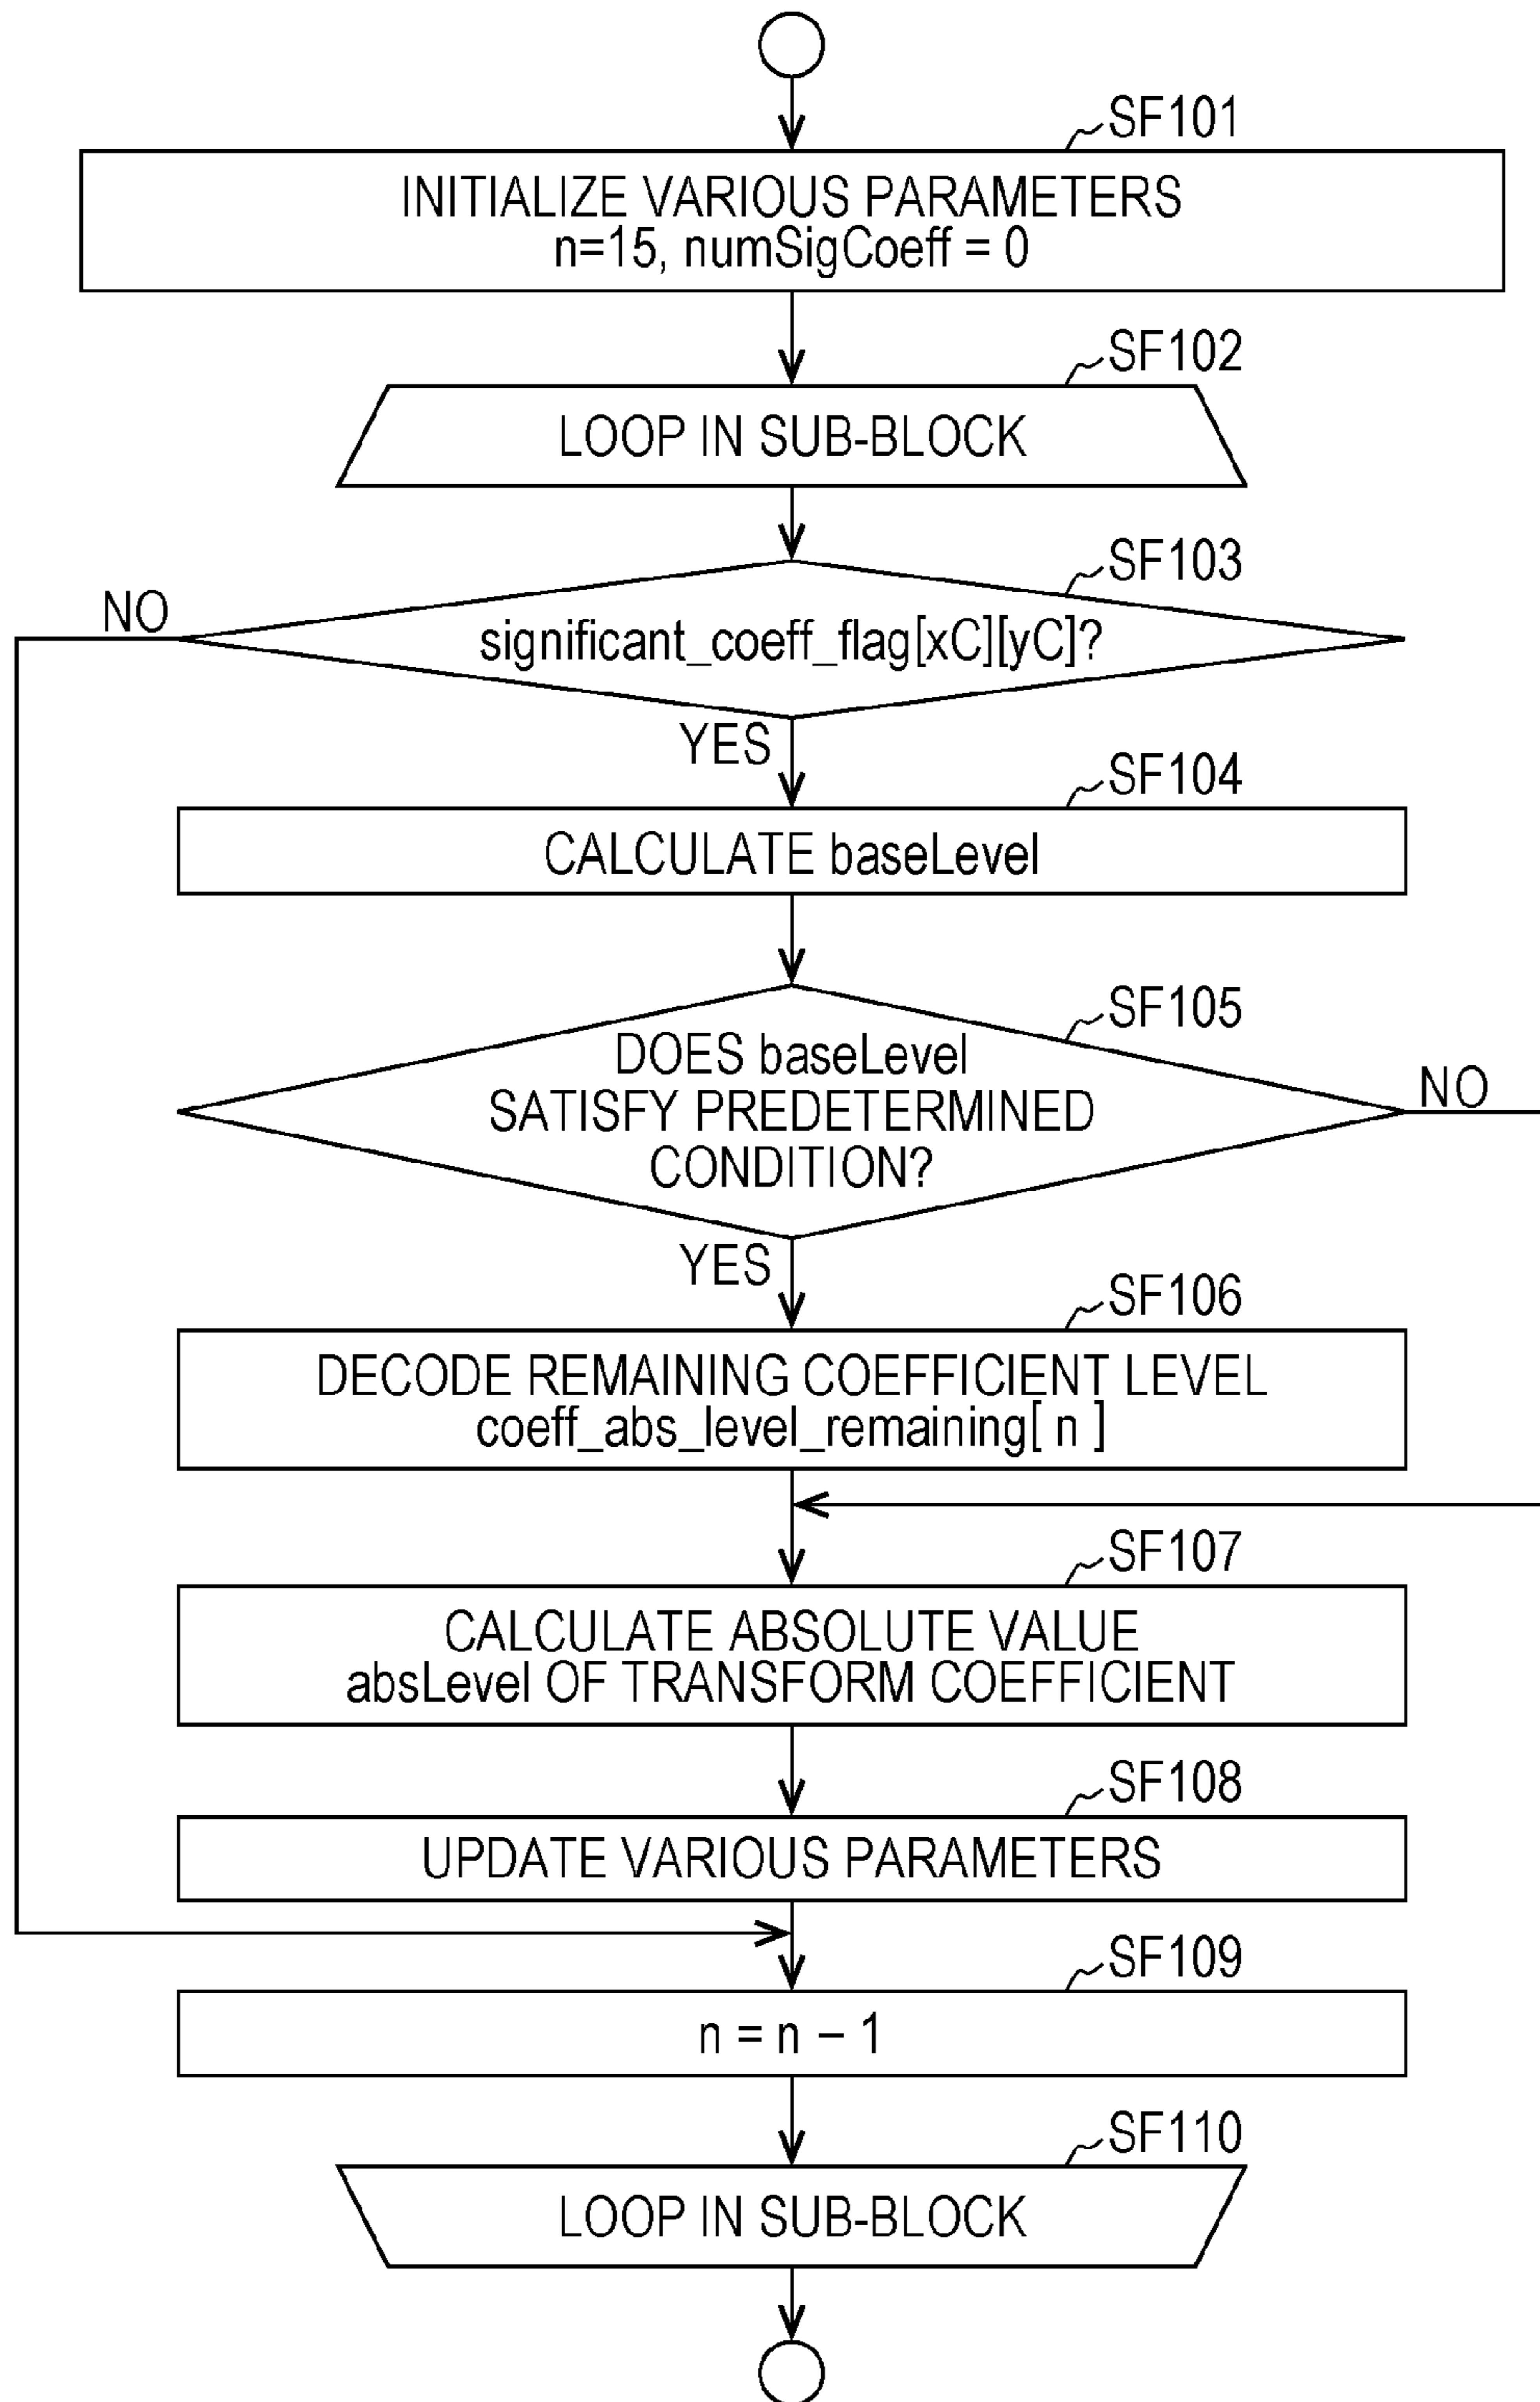 SF101
INITIALIZE VARIOUS PARAMETERS
n=15, numSigCoeff = 0
SF102
LOOP IN SUB-BLOCK
SF103
NO
significant_coeff_flag[xC][yC]?
YES
SF104
CALCULATE baseLevel
SF105
DOES baseLevel
SATISFY PREDETERMINED
CONDITION?
NO
YES
SF106
DECODE REMAINING COEFFICIENT LEVEL
coeff_abs_level_remaining[ n ]
SF107
CALCULATE ABSOLUTE VALUE
absLevel OF TRANSFORM COEFFICIENT
SF108
UPDATE VARIOUS PARAMETERS
SF109
n = n – 1
SF110
LOOP IN SUB-BLOCK